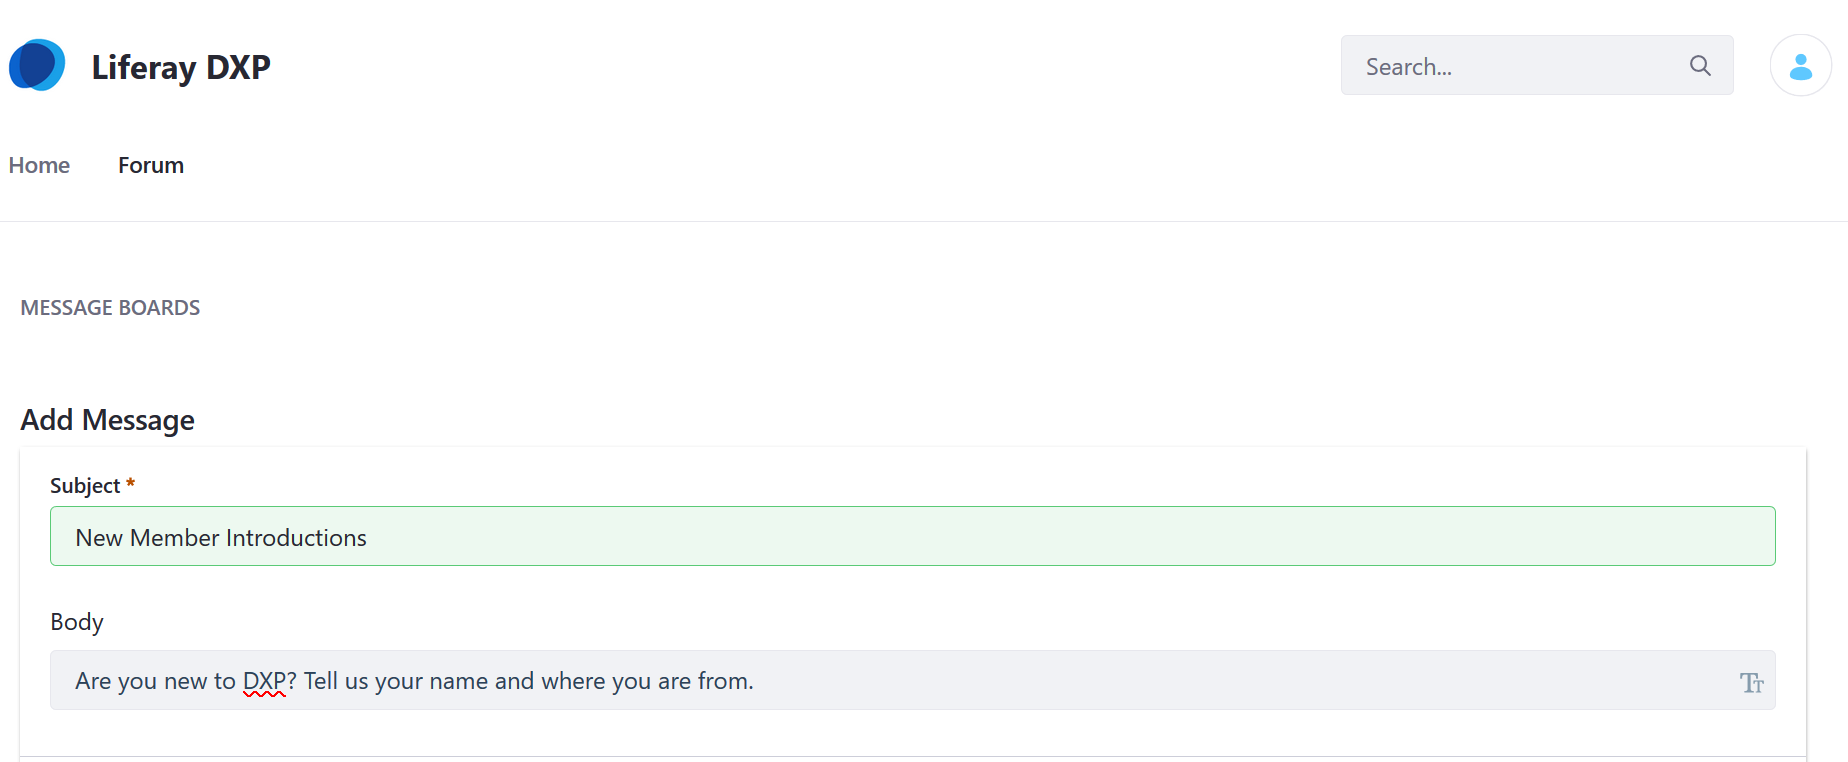 Liferay DXP
Search...
Home
Forum
MESSAGE BOARDS
Add Message
Subject *
New Member Introductions
Body
Are you new to DXP? Tell us your name and where you are from.